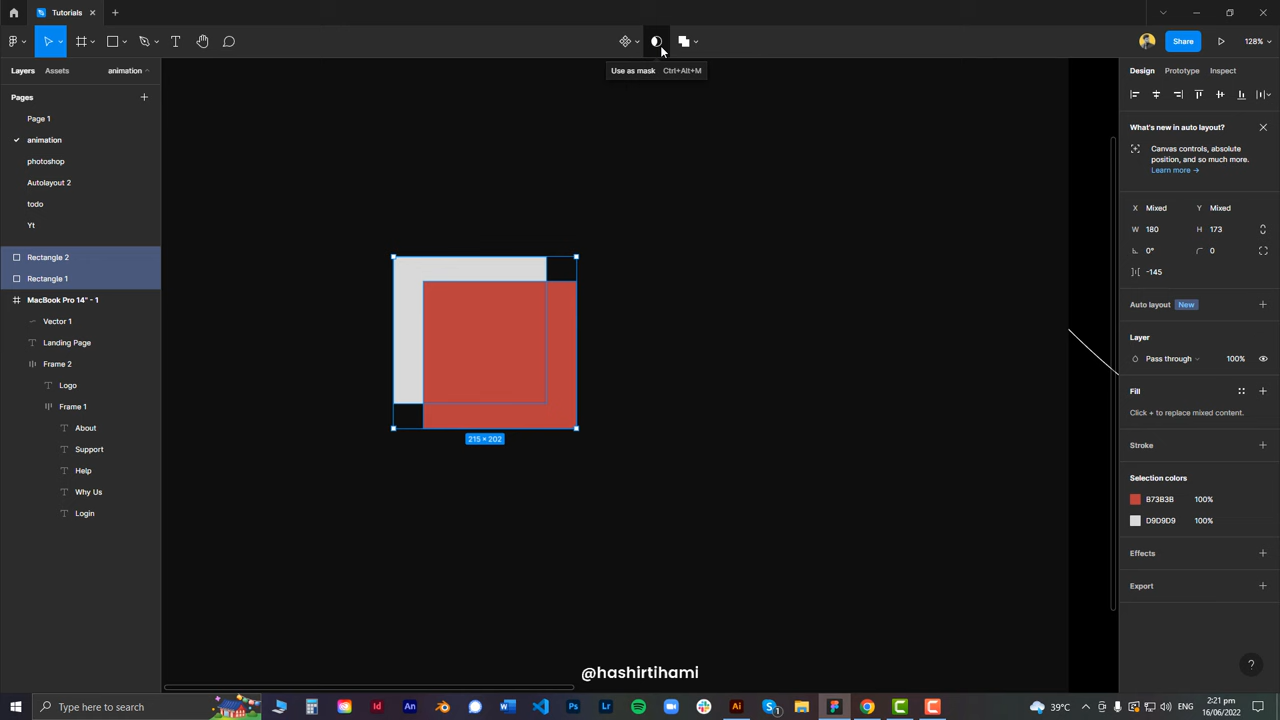 Tutorials
Share
128%
Use as mask Ctrl+Alt+M
Layers
Assets
animation
Design
Prototype
Inspect
Pages
Page 1
animation
photoshop
Autolayout 2
todo
Yt
Rectangle 2
Rectangle 1
MacBook Pro 14" - 1
Vector 1
Landing Page
Frame 2
Logo
Frame 1
About
Support
Help
Why Us
Login
215 × 202
What's new in auto layout?
Canvas controls, absolute
position, and so much more.
Learn more →
X Mixed
Y Mixed
W 180
H 173
0°
0
-145
Auto layout New
Layer
Pass through
100%
Fill
Click + to replace mixed content.
Stroke
Selection colors
B73B3B 100%
D9D9D9 100%
Effects
Export
?
@hashirtihami
Type here to search
39°C
ENG
2:21 pm
16/06/2022